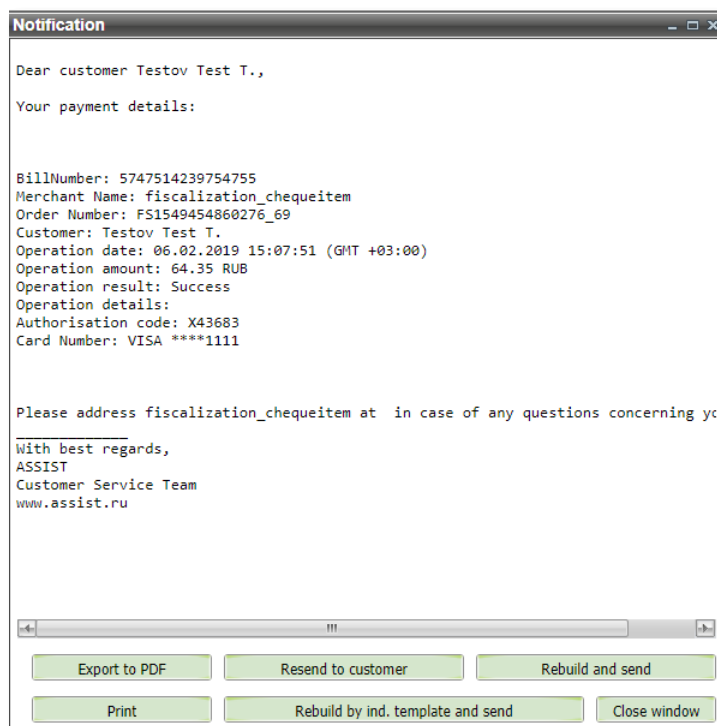 Notification
Dear customer Testov Test T.,
Your payment details:
BillNumber: 5747514239754755
Merchant Name: fiscalization_chequeitem
Order Number: FS1549454860276_69
Customer: Testov Test T.
Operation date: 06.02.2019 15:07:51 (GMT +03:00)
Operation amount: 64.35 RUB
Operation result: Success
Operation details:
Authorisation code: X43683
Card Number: VISA ****1111
Please address fiscalization_chequeitem at  in case of any questions concerning yo
_____________
With best regards,
ASSIST
Customer Service Team
www.assist.ru
Export to PDF Resend to customer Rebuild and send
Print Rebuild by ind. template and send Close window